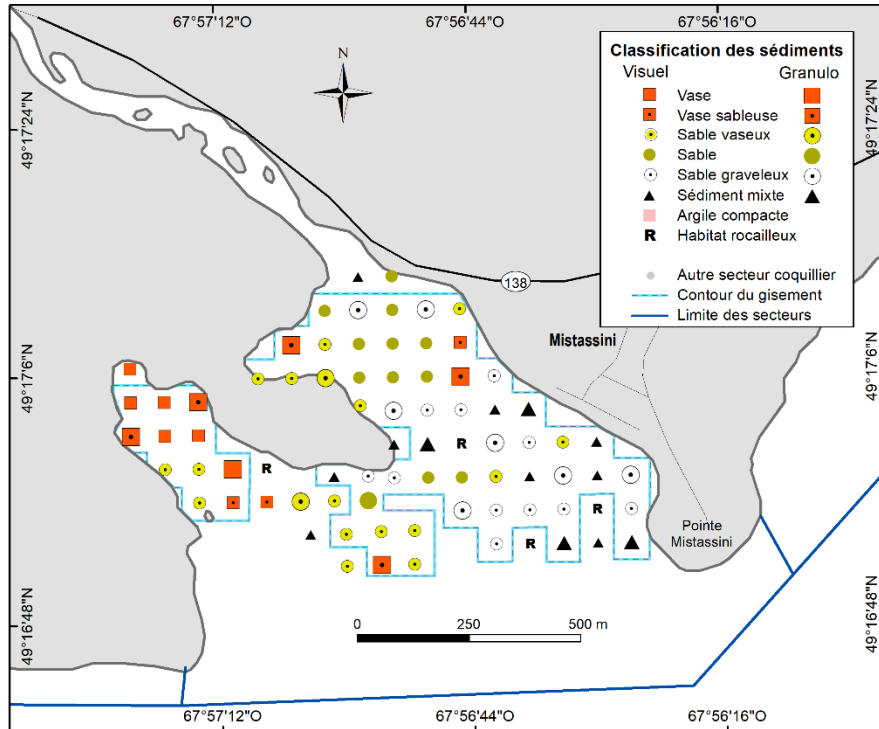 67°57'12"O 67°56'44"O 67°56'16"O
N
Classification des sédiments
Visuel Granulo
Vase
Vase sableuse
Sable vaseux
Sable
Sable graveleux
Sédiment mixte
Argile compacte
R Habitat rocailleux
Autre secteur coquillier
Contour du gisement
Limite des secteurs
49°17'24"N 49°17'24"N
138
Mistassini
49°17'6"N 49°17'6"N
R
R
R
R
Pointe
Mistassini
49°16'48"N 49°16'48"N
0 250 500 m
67°57'12"O 67°56'44"O 67°56'16"O